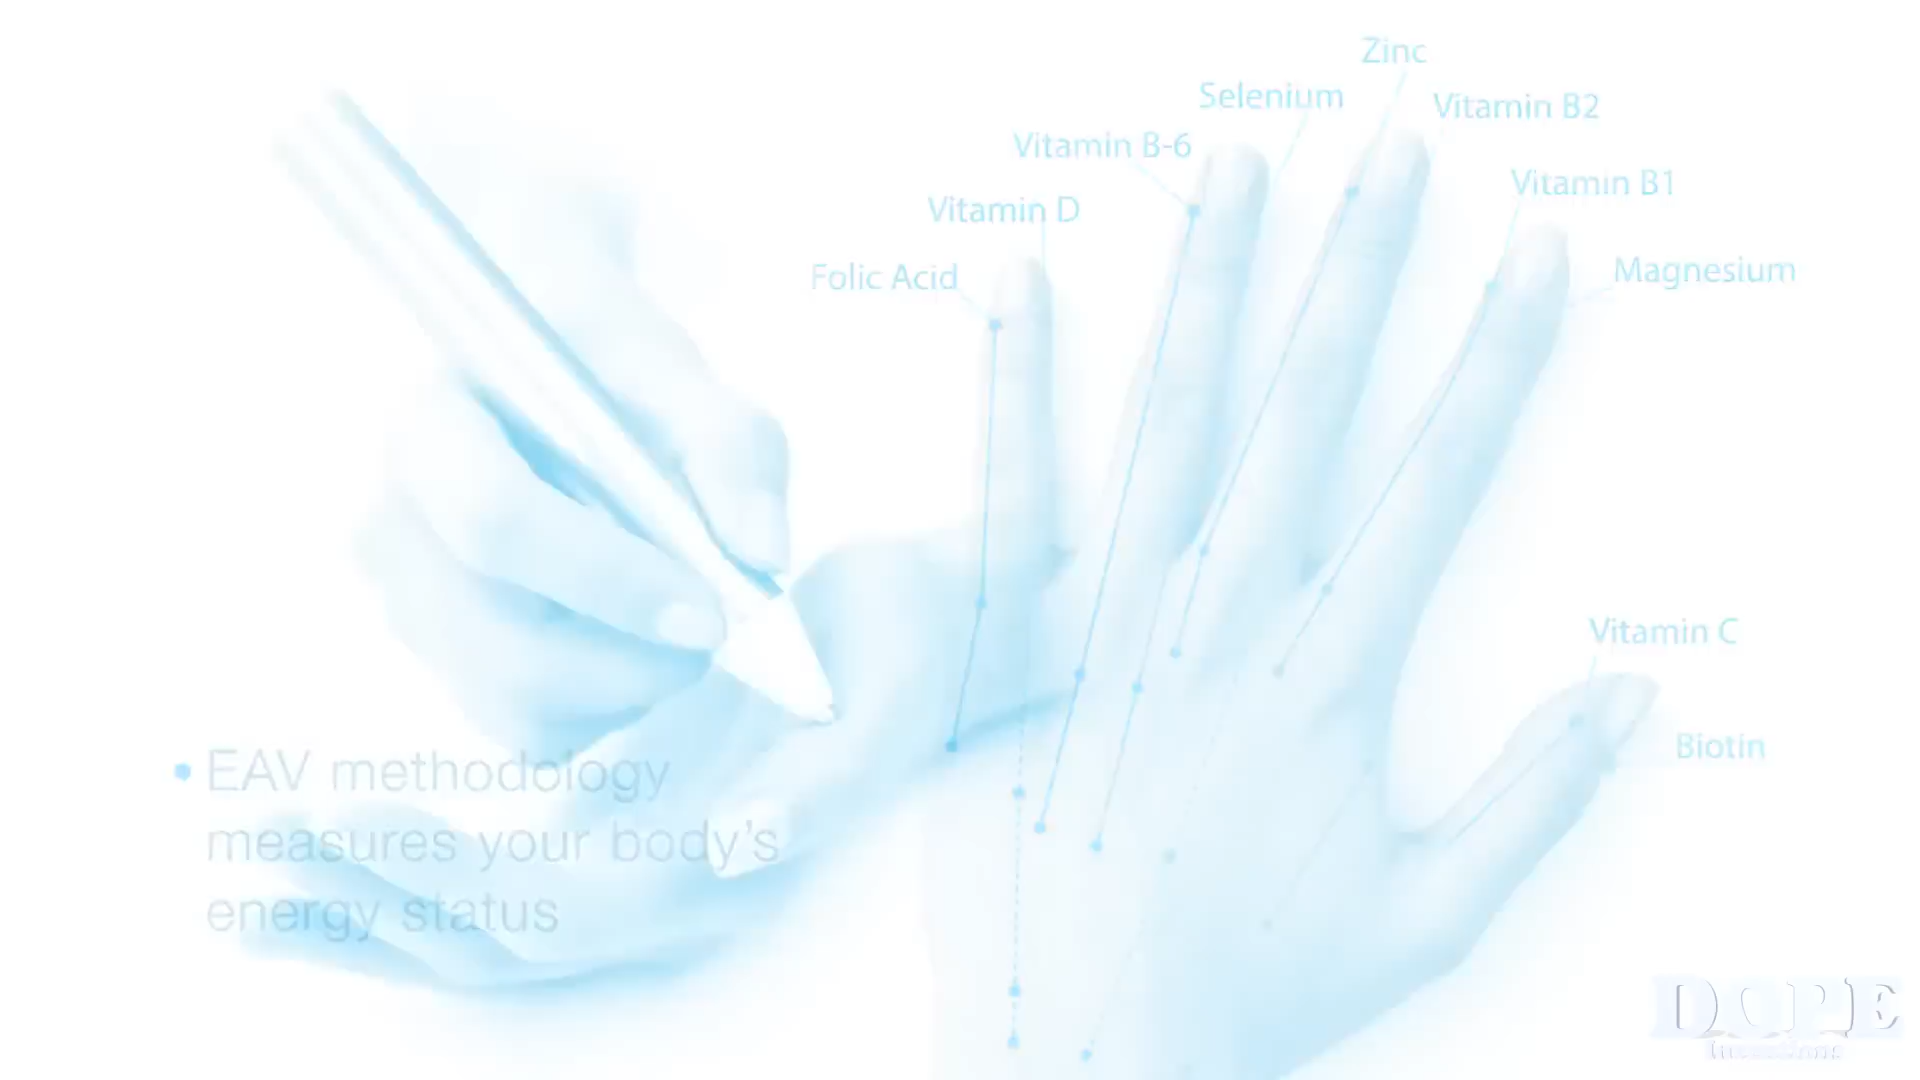 Zinc
Selenium
Vitamin B2
Vitamin B-6
Vitamin B1
Vitamin D
Folic Acid
Magnesium
Vitamin C
Biotin
• EAV methodology
measures your body's
energy status
DOPE
Inventions